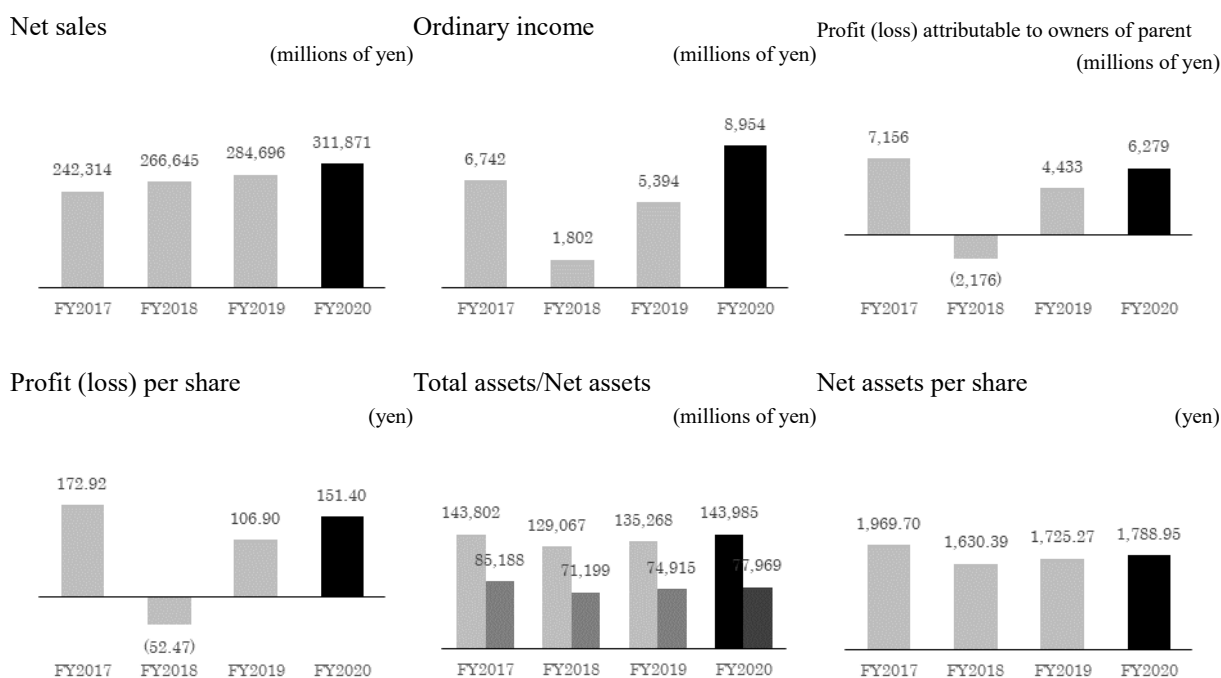 Net sales
(millions of yen)
242,314
266,645
284,696
311,871
FY2017 FY2018 FY2019 FY2020
Ordinary income
(millions of yen)
6,742
1,802
5,394
8,954
FY2017 FY2018 FY2019 FY2020
Profit (loss) attributable to owners of parent
(millions of yen)
7,156
(2,176)
4,433
6,279
FY2017 FY2018 FY2019 FY2020
Profit (loss) per share
(yen)
172.92
(52.47)
106.90
151.40
FY2017 FY2018 FY2019 FY2020
Total assets/Net assets
(millions of yen)
143,802
85,188
129,067
71,199
135,268
74,915
143,985
77,969
FY2017 FY2018 FY2019 FY2020
Net assets per share
(yen)
1,969.70
1,630.39
1,725.27
1,788.95
FY2017 FY2018 FY2019 FY2020